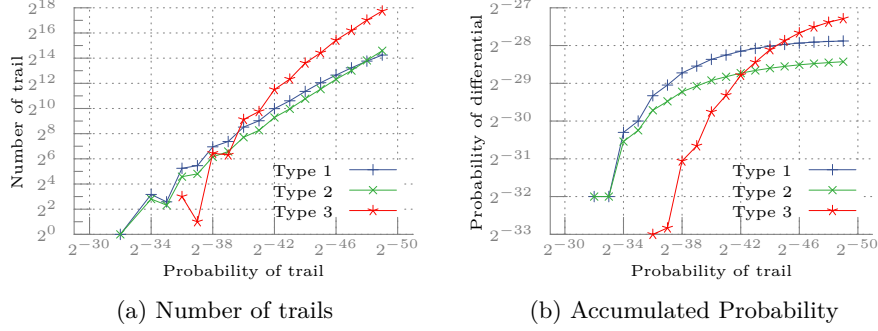 Number of trail
2^18
2^16
2^14
2^12
2^10
2^8
2^6
2^4
2^2
2^0
2^−30 2^−34 2^−38 2^−42 2^−46 2^−50
Probability of trail
Type 1
Type 2
Type 3
(a) Number of trails
Probability of differential
2^−27
2^−28
2^−29
2^−30
2^−31
2^−32
2^−33
2^−30 2^−34 2^−38 2^−42 2^−46 2^−50
Probability of trail
Type 1
Type 2
Type 3
(b) Accumulated Probability